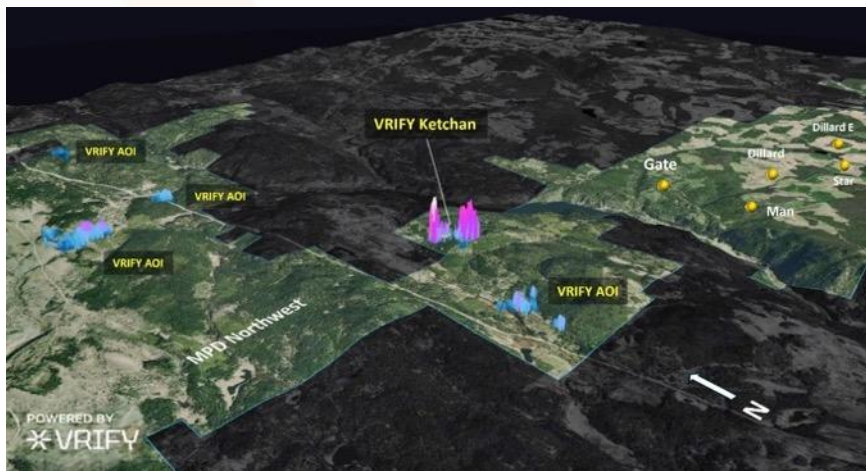 VRIFY Ketchan
Dillard E
VRIFY AOI
Dillard
Gate
Star
VRIFY AOI
Man
VRIFY AOI
VRIFY AOI
MPD Northwest
N
POWERED BY
VRIFY